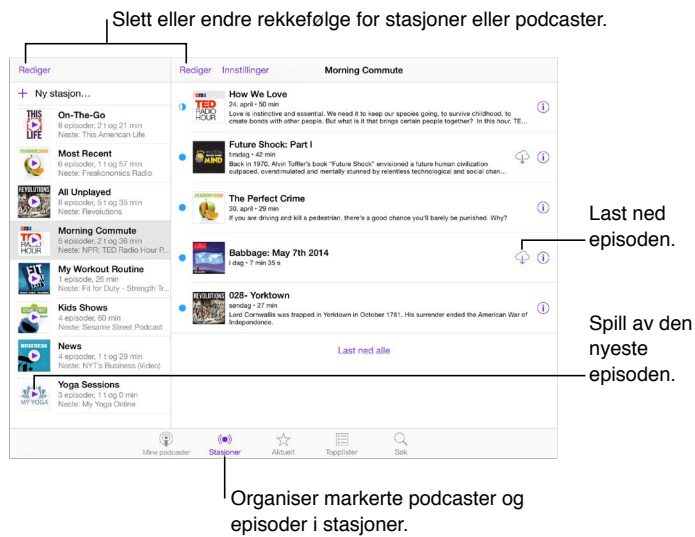 Slett eller endre rekkefølge for stasjoner eller podcaster.
Rediger
Ny stasjon…
On-The-Go
8 episoder, 2 t og 21 min
Neste: This American Life
Most Recent
6 episoder, 1 t og 57 min
Neste: Freakonomics Radio
All Unplayed
8 episoder, 5 t og 35 min
Neste: Revolutions
Morning Commute
5 episoder, 2 t og 36 min
Neste: NPR: TED Radio Hour P...
My Workout Routine
1 episode, 26 min
Neste: Fit for Duty - Strength Tr...
Kids Shows
4 episoder, 60 min
Neste: Sesame Street Podcast
News
4 episoder, 1 t og 29 min
Neste: NYT's Business (Video)
Yoga Sessions
3 episoder, 1 t og 0 min
Neste: My Yoga Online
Rediger Innstillinger Morning Commute
TED
RADIO
HOUR
How We Love
24. april • 50 min
Love is instinctive and essential. We need it to keep our species going, to survive childhood. to
create bonds with other people. But what is it that brings certain people together? In this hour, TE...
MIND
Future Shock: Part I
tirsdag • 42 min
Back in 1970, Alvin Toffler's book "Future Shock" envisioned a future human civilization
outpaced, overstimulated and mentally stunned by relentless technological and social chan...
The Perfect Crime
30. april • 29 min
If you are driving and kill a pedestrian, there's a good chance you'll barely be punished. Why?
Babbage: May 7th 2014
i dag • 7 min 35 s
REVOLUTIONS
028- Yorktown
søndag • 27 min
Lord Cornwallis was trapped in Yorktown in October 1781. His surrender ended the American War of
Independence.
Last ned alle
Mine podcaster Stasjoner Aktuelt Topplister Søk
Last ned
episoden.
Spill av den
nyeste
episoden.
Organiser markerte podcaster og
episoder i stasjoner.